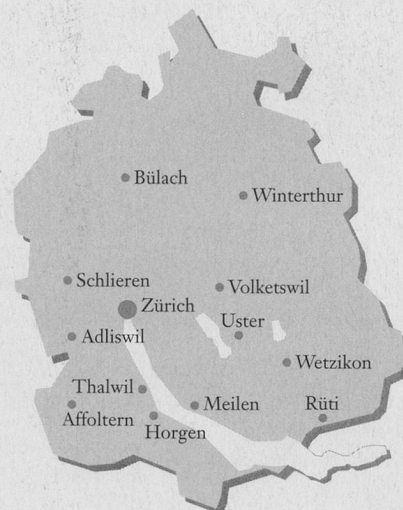 Bülach
Winterthur
Schlieren
Volketswil
Zürich
Uster
Adliswil
Wetzikon
Thalwil
Meilen
Rüti
Affoltern
Horgen